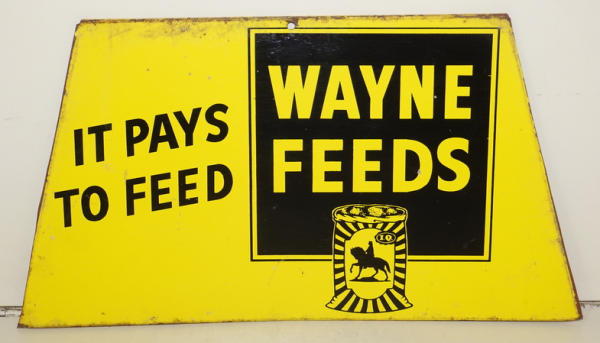 IT PAYS
TO FEED
WAYNE
FEEDS